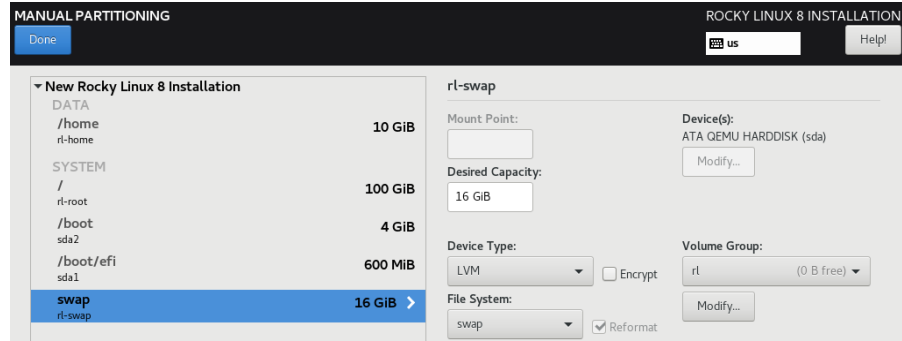 MANUAL PARTITIONING
ROCKY LINUX 8 INSTALLATION
Done
us
Help!
New Rocky Linux 8 Installation
DATA
/home
10 GiB
rl-home
SYSTEM
/
100 GiB
rl-root
/boot
4 GiB
sda2
/boot/efi
600 MiB
sda1
swap
16 GiB
rl-swap
rl-swap
Mount Point:
Desired Capacity:
16 GiB
Device(s):
ATA QEMU HARDDISK (sda)
Modify...
Device Type:
LVM
Encrypt
File System:
swap
Reformat
Volume Group:
rl
(0 B free)
Modify...